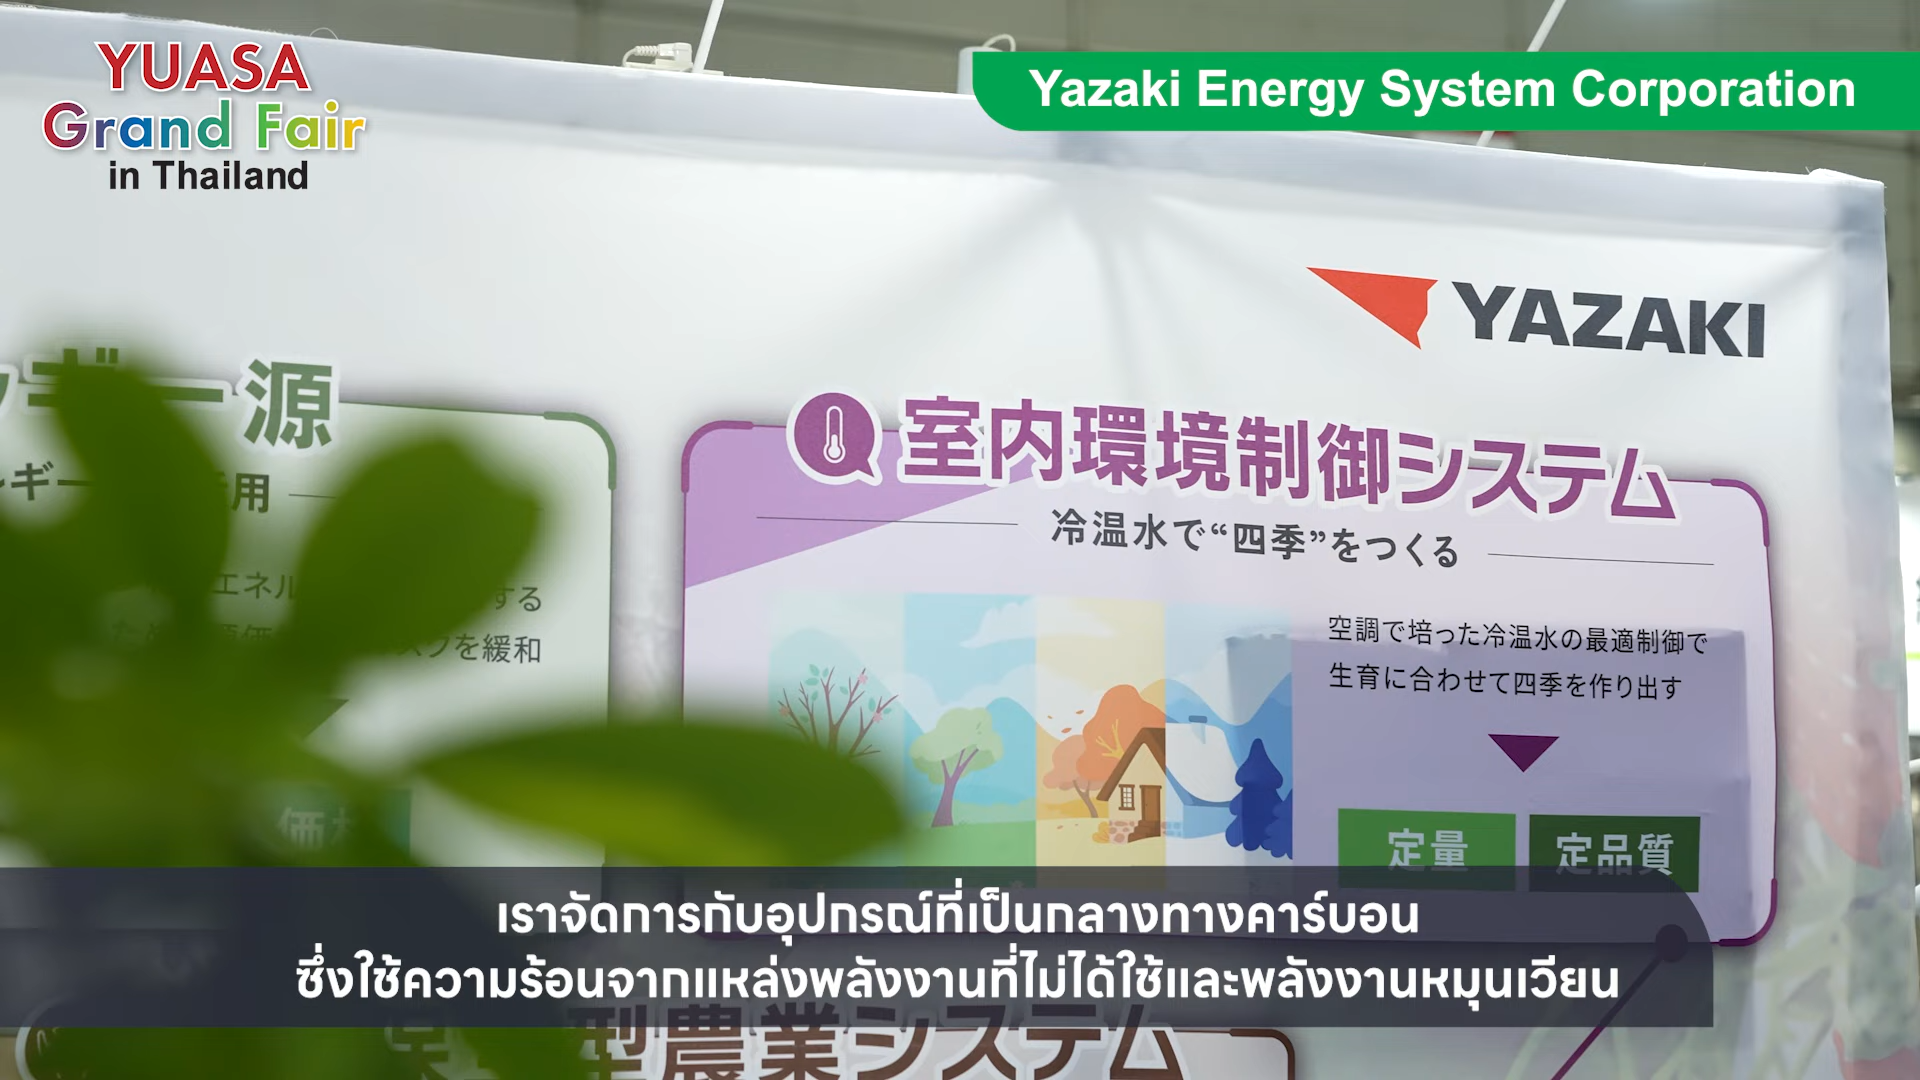 YUASA
Grand Fair
in Thailand
Yazaki Energy System Corporation
YAZAKI
ギー源
用
エネル
する
を緩和
室内環境制御システム
冷温水で“四季”をつくる
空調で培った冷温水の最適制御で
生育に合わせて四季を作り出す
定量
定品質
เราจัดการกับอุปกรณ์ที่เป็นกลางทางคาร์บอน
ซึ่งใช้ความร้อนจากแหล่งพลังงานที่ไม่ได้ใช้และพลังงานหมุนเวียน
型農業システム